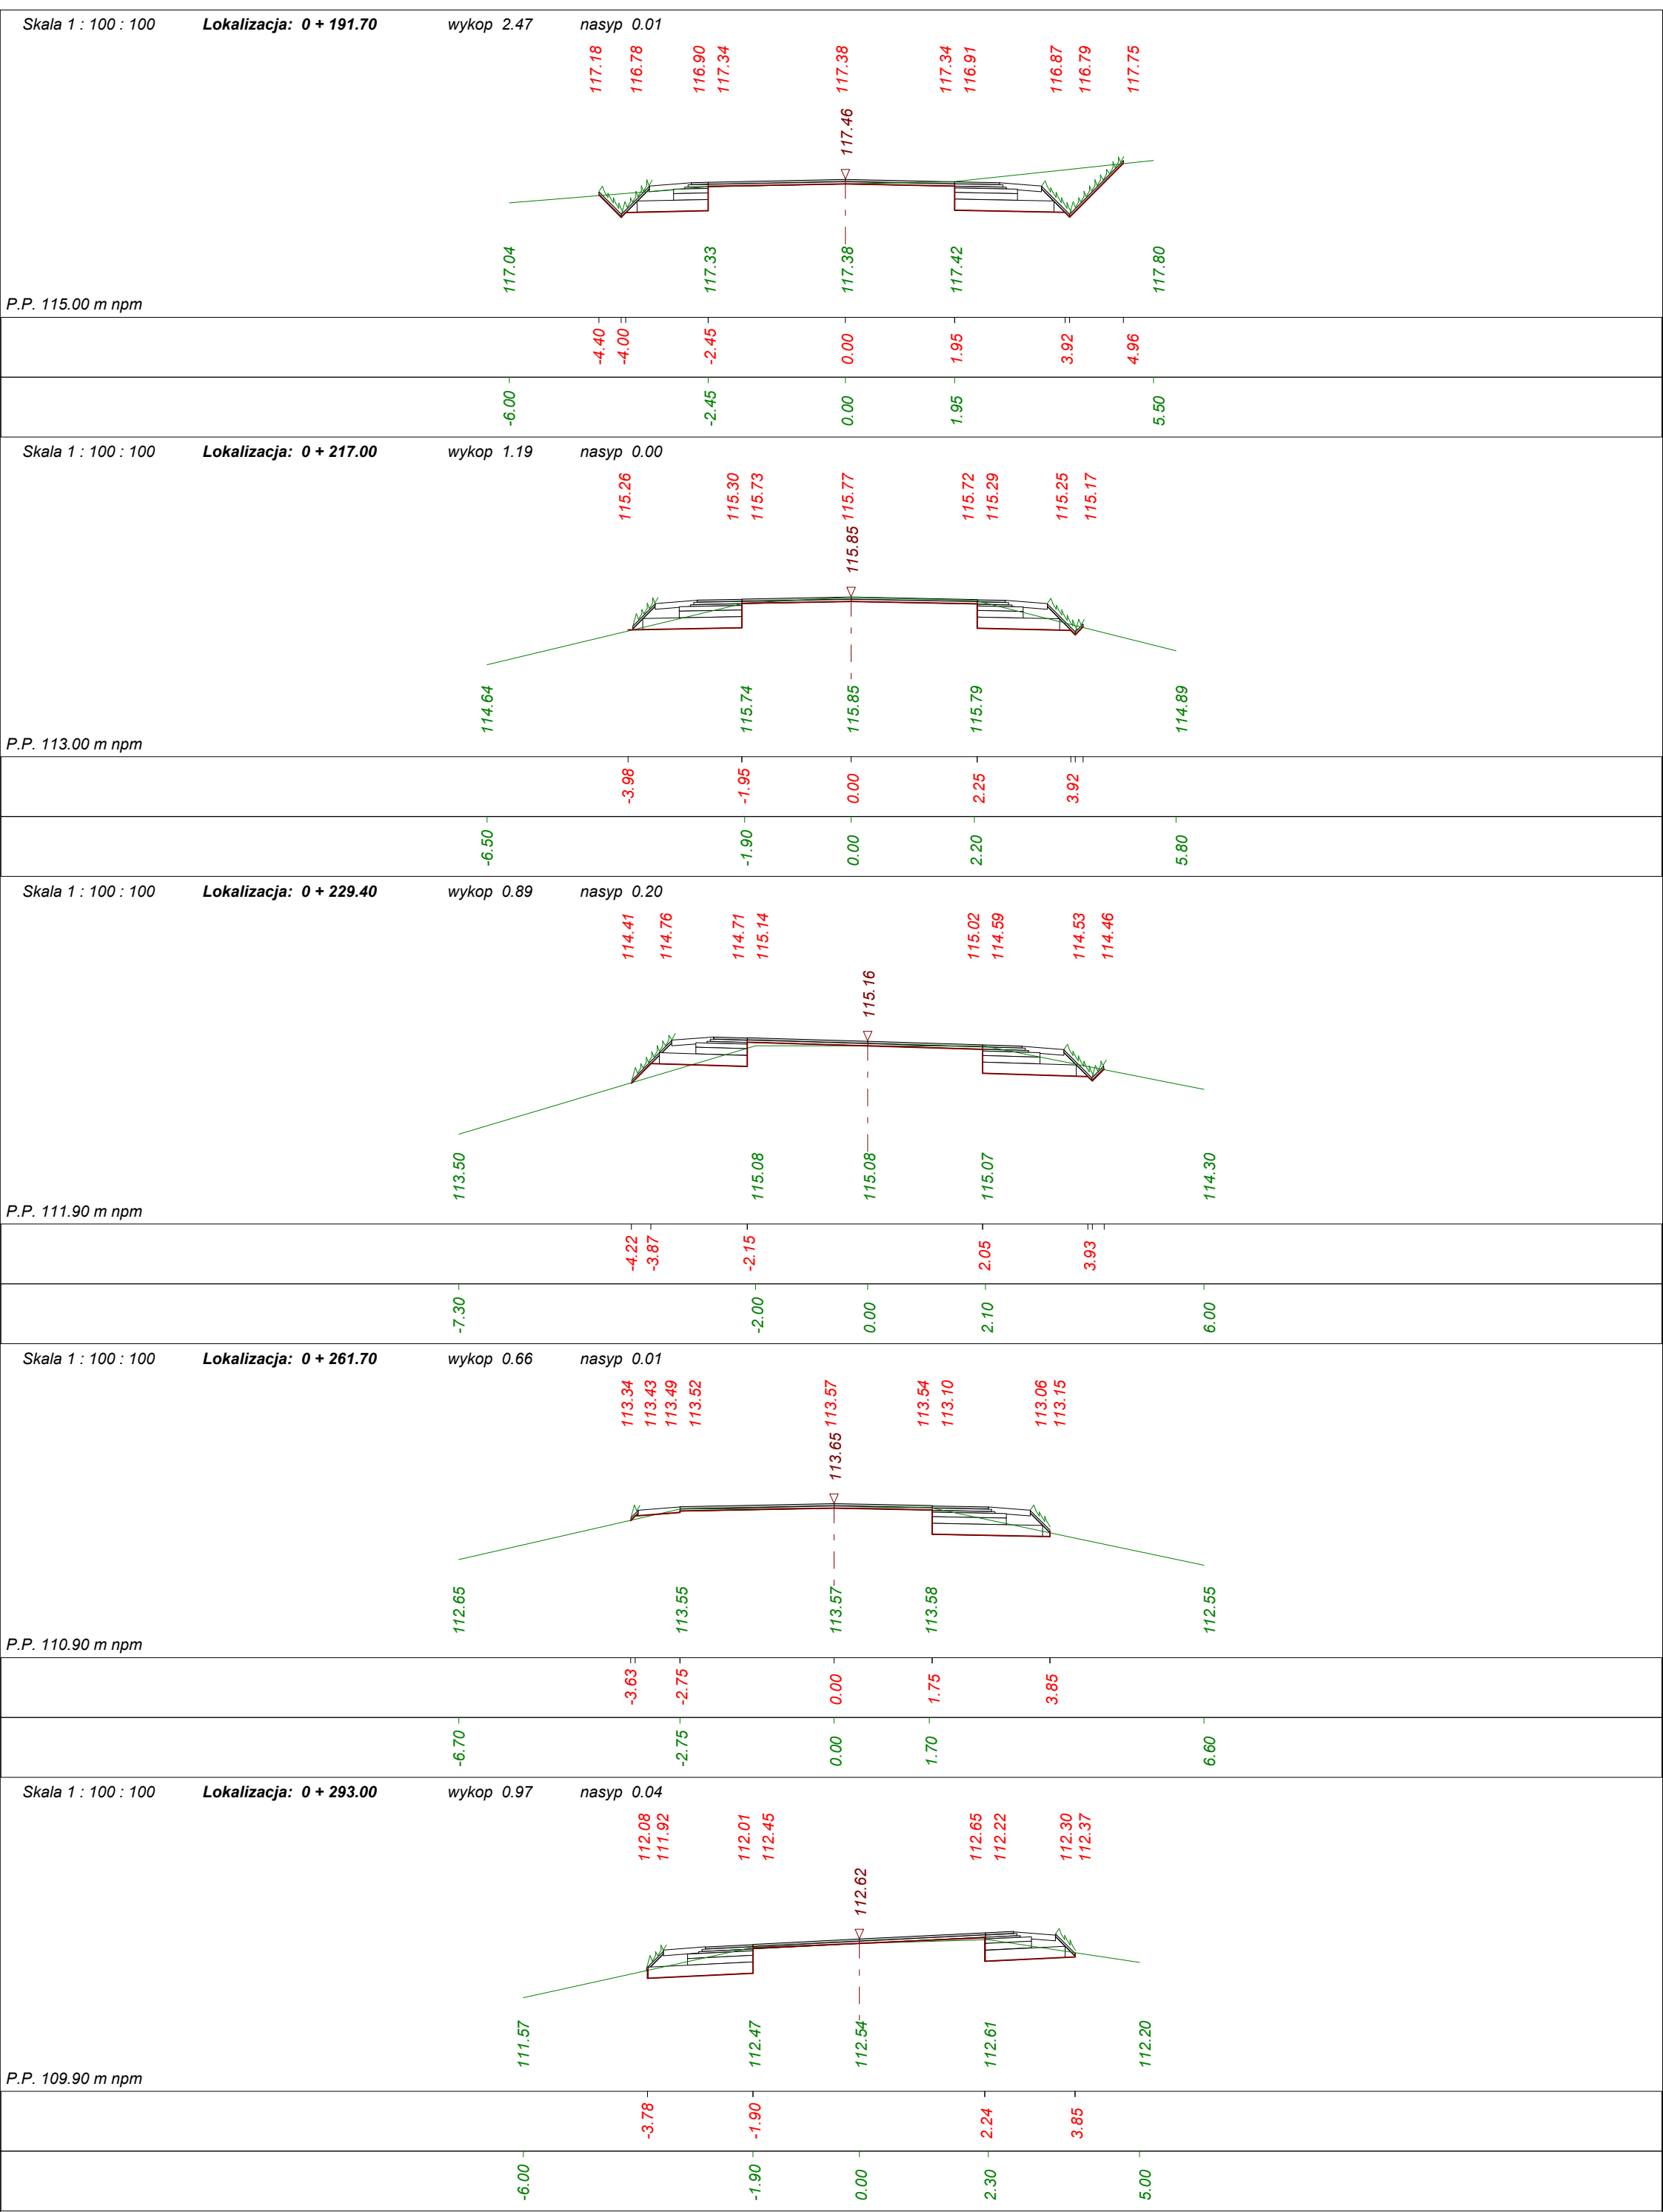 Skala 1 : 100 : 100 Lokalizacja: 0 + 191.70 wykop 2.47 nasyp 0.01
117.18 116.78 116.90 117.34 117.38 117.34 116.91 116.87 116.79 117.75
117.46
117.04 117.33 117.38 117.42 117.80
P.P. 115.00 m npm
-4.40 -4.00 -2.45 0.00 1.95 3.92 4.96
-6.00 -2.45 0.00 1.95 5.50
Skala 1 : 100 : 100 Lokalizacja: 0 + 217.00 wykop 1.19 nasyp 0.00
115.26 115.30 115.73 115.77 115.72 115.29 115.25 115.17
115.85
114.64 115.74 115.85 115.79 114.89
P.P. 113.00 m npm
-3.98 -1.95 0.00 2.25 3.92
-6.50 -1.90 0.00 2.20 5.80
Skala 1 : 100 : 100 Lokalizacja: 0 + 229.40 wykop 0.89 nasyp 0.20
114.41 114.76 114.71 115.14 115.02 114.59 114.53 114.46
115.16
113.50 115.08 115.08 115.07 114.30
P.P. 111.90 m npm
-4.22 -3.87 -2.15 2.05 3.93
-7.30 -2.00 0.00 2.10 6.00
Skala 1 : 100 : 100 Lokalizacja: 0 + 261.70 wykop 0.66 nasyp 0.01
113.34 113.43 113.49 113.52 113.57 113.54 113.10 113.06 113.15
113.65
112.65 113.55 113.57 113.58 112.55
P.P. 110.90 m npm
-3.63 -2.75 0.00 1.75 3.85
-6.70 -2.75 0.00 1.70 6.60
Skala 1 : 100 : 100 Lokalizacja: 0 + 293.00 wykop 0.97 nasyp 0.04
112.08 111.92 112.01 112.45 112.65 112.22 112.30 112.37
112.62
111.57 112.47 112.54 112.61 112.20
P.P. 109.90 m npm
-3.78 -1.90 2.24 3.85
-6.00 -1.90 0.00 2.30 5.00